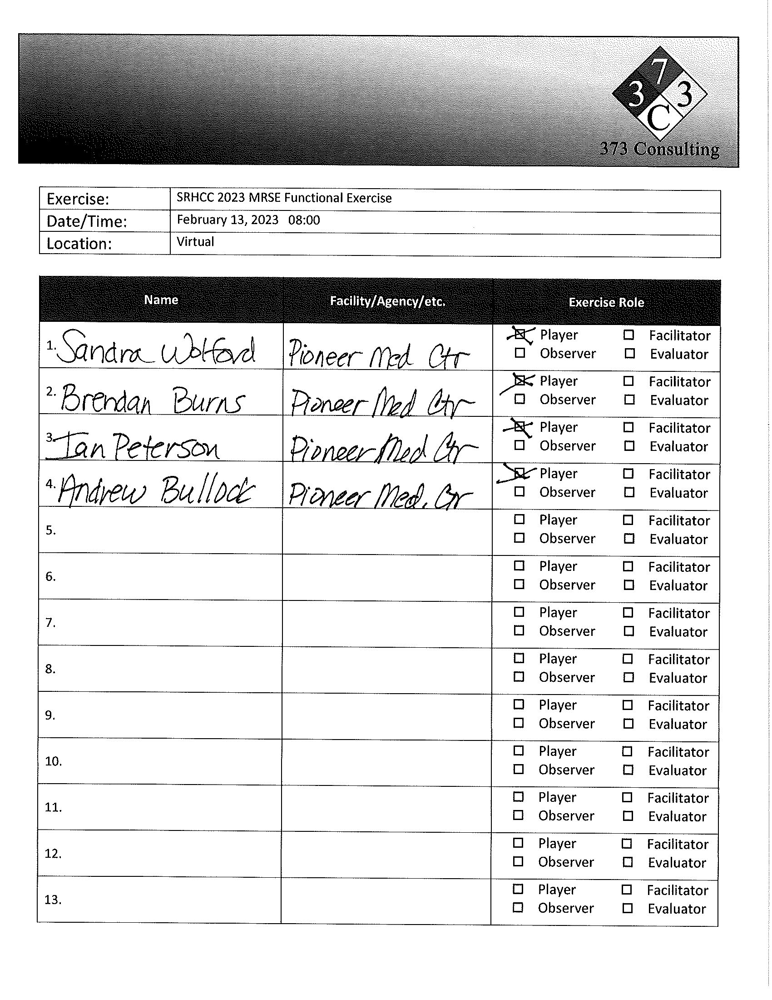 7
3 3
C
373 Consulting
Exercise: SRHCC 2023 MRSE Functional Exercise
Date/Time: February 13, 2023 08:00
Location: Virtual
Name Facility/Agency/etc. Exercise Role
☒ Player ☐ Facilitator
1. Sandra Wolford Pioneer Med Ctr
☐ Observer ☐ Evaluator
☒ Player ☐ Facilitator
2. Brendan Burns Pioneer Med Ctr
☐ Observer ☐ Evaluator
☒ Player ☐ Facilitator
3. Ian Peterson Pioneer Med Ctr
☐ Observer ☐ Evaluator
☒ Player ☐ Facilitator
4. Andrew Bullock Pioneer Med. Ctr
☐ Observer ☐ Evaluator
☐ Player ☐ Facilitator
5.
☐ Observer ☐ Evaluator
☐ Player ☐ Facilitator
6.
☐ Observer ☐ Evaluator
☐ Player ☐ Facilitator
7.
☐ Observer ☐ Evaluator
☐ Player ☐ Facilitator
8.
☐ Observer ☐ Evaluator
☐ Player ☐ Facilitator
9.
☐ Observer ☐ Evaluator
☐ Player ☐ Facilitator
10.
☐ Observer ☐ Evaluator
☐ Player ☐ Facilitator
11.
☐ Observer ☐ Evaluator
☐ Player ☐ Facilitator
12.
☐ Observer ☐ Evaluator
☐ Player ☐ Facilitator
13.
☐ Observer ☐ Evaluator